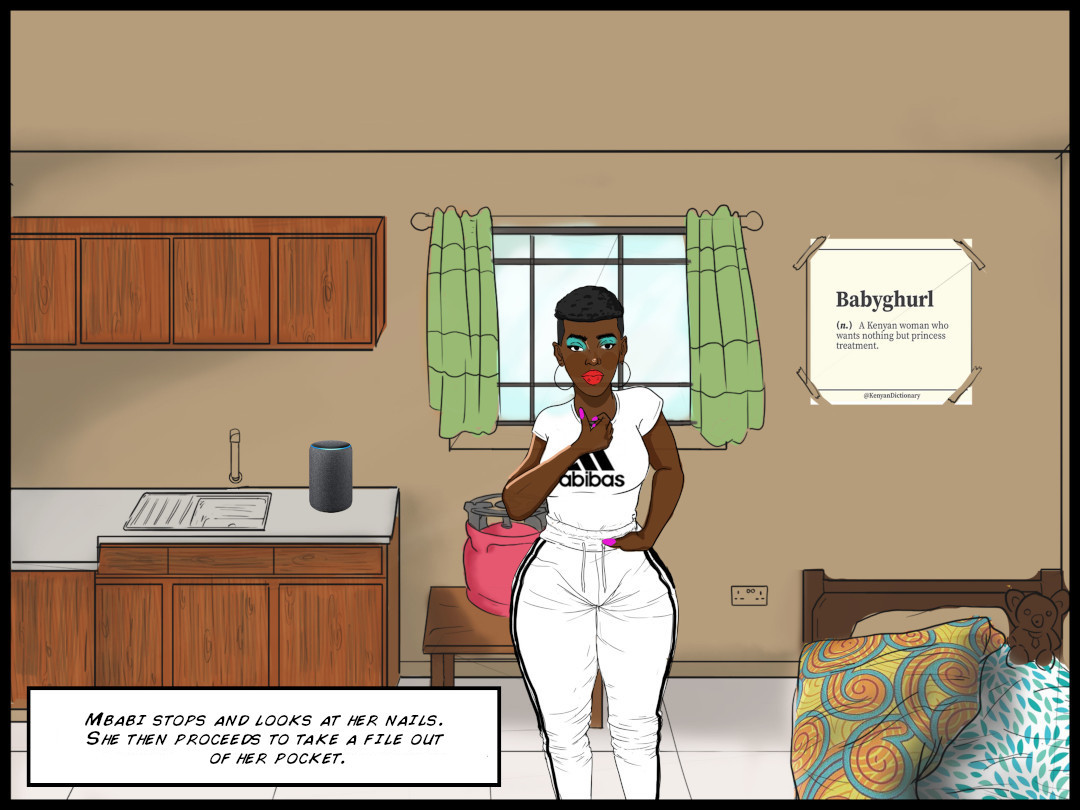 Babyghurl
(n.) A Kenyan woman who
wants nothing but princess
treatment.
@KenyanDictionary
abibas
DO
MBABI STOPS AND LOOKS AT HER NAILS.
SHE THEN PROCEEDS TO TAKE A FILE OUT
OF HER POCKET.